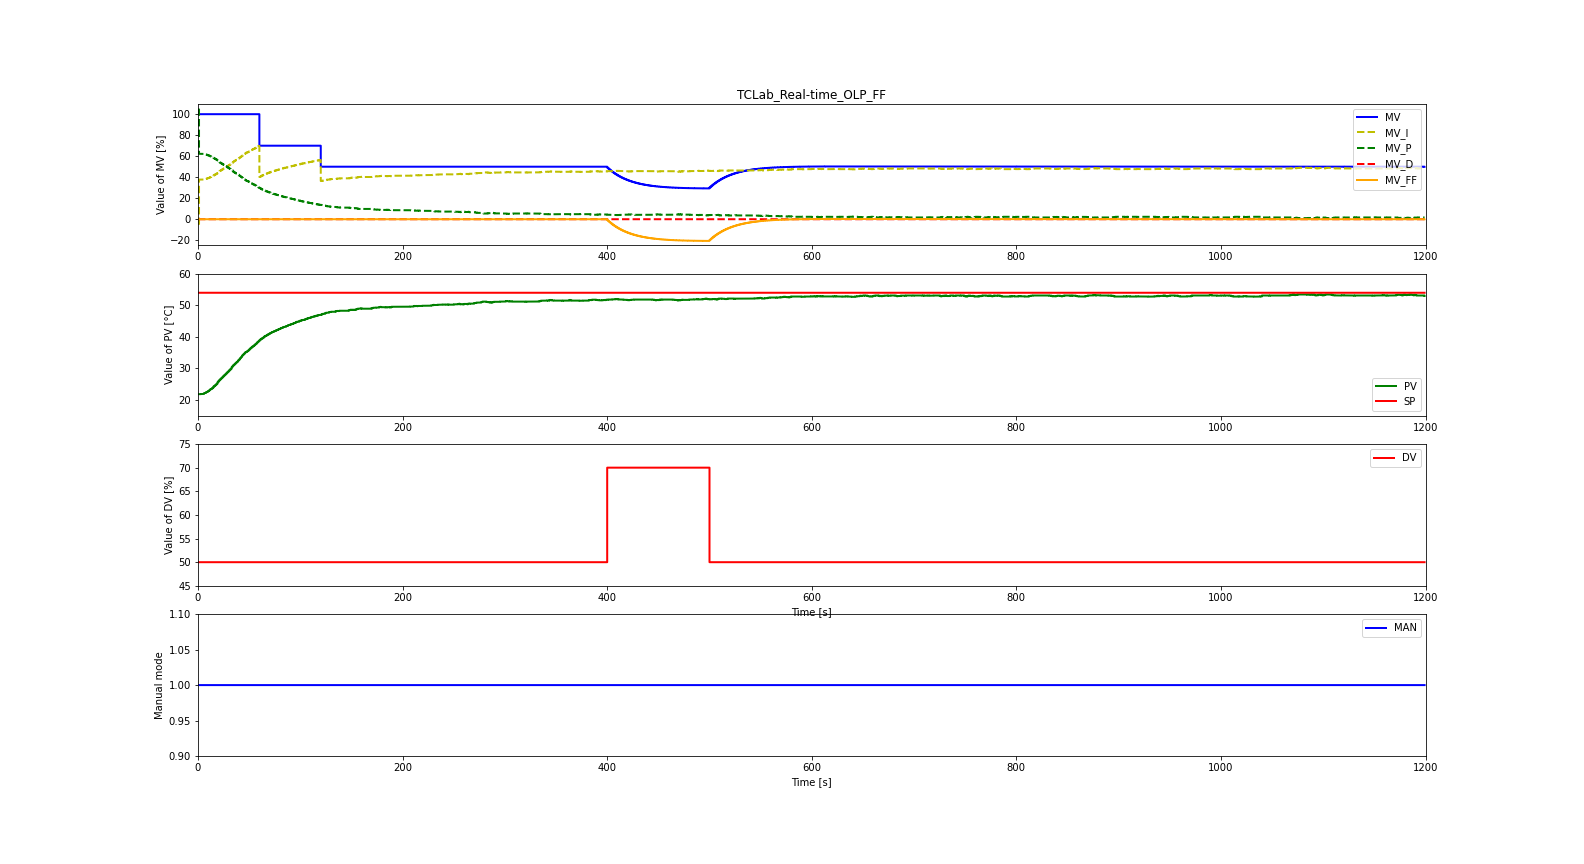 TCLab_Real-time_OLP_FF
Value of MV [%]
100
80
60
40
20
0
−20
MV
MV_I
MV_P
MV_D
MV_FF
0 200 400 600 800 1000 1200
Value of PV [°C]
60
50
40
30
20
PV
SP
0 200 400 600 800 1000 1200
Value of DV [%]
75
70
65
60
55
50
45
DV
0 200 400 600 800 1000 1200
Time [s]
Manual mode
1.10
1.05
1.00
0.95
0.90
MAN
0 200 400 600 800 1000 1200
Time [s]